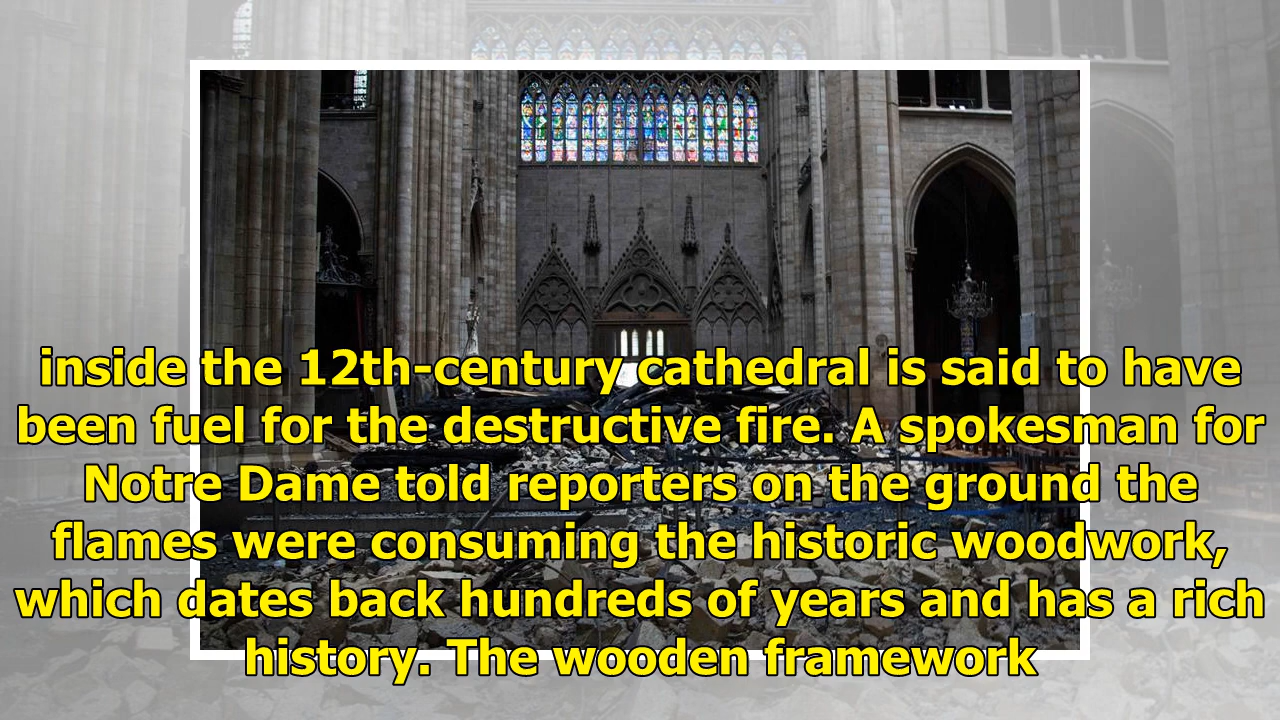 inside the 12th-century cathedral is said to have
been fuel for the destructive fire. A spokesman for
Notre Dame told reporters on the ground the
flames were consuming the historic woodwork,
which dates back hundreds of years and has a rich
history. The wooden framework